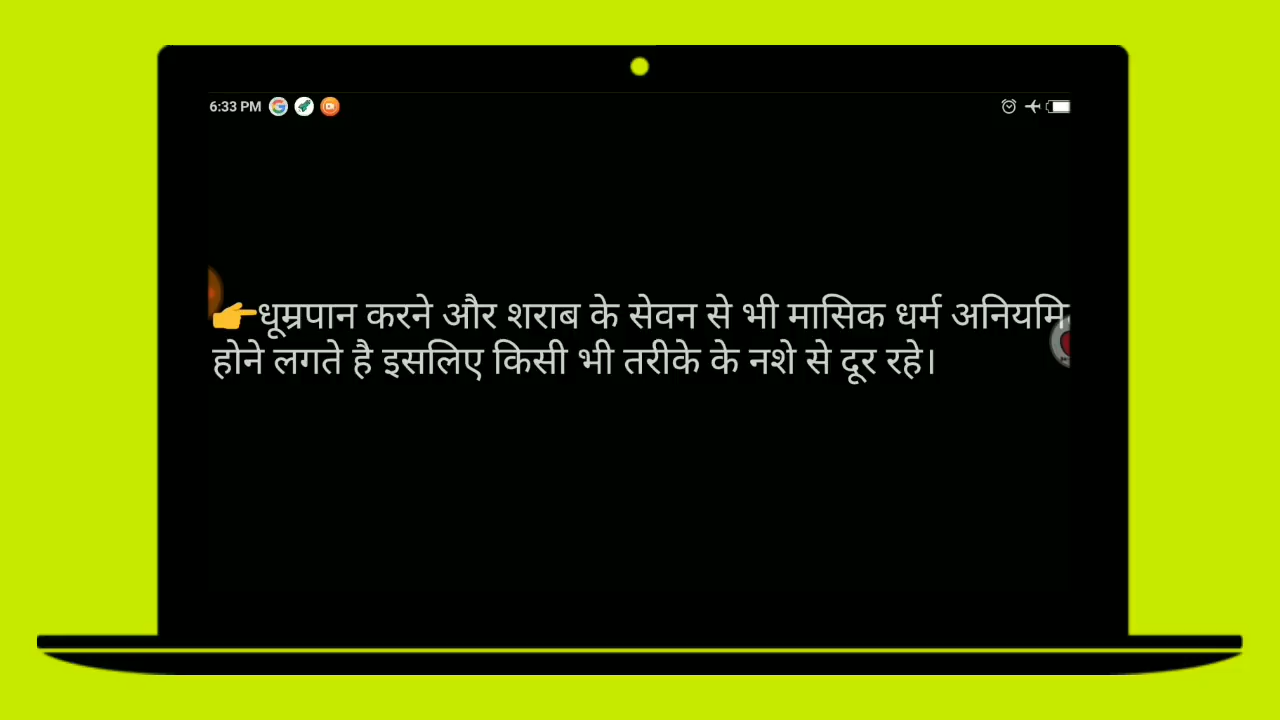 6:33 PM
👉धूम्रपान करने और शराब के सेवन से भी मासिक धर्म अनियमि
होने लगते है इसलिए किसी भी तरीके के नशे से दूर रहे।